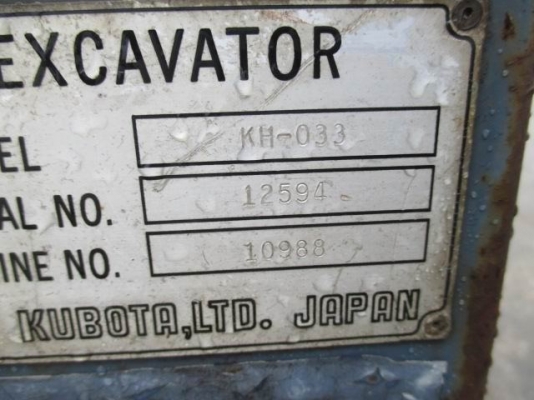 EXCAVATOR
EL KH-033
AL NO. 12594
INE NO. 10988
KUBOTA,LTD. JAPAN